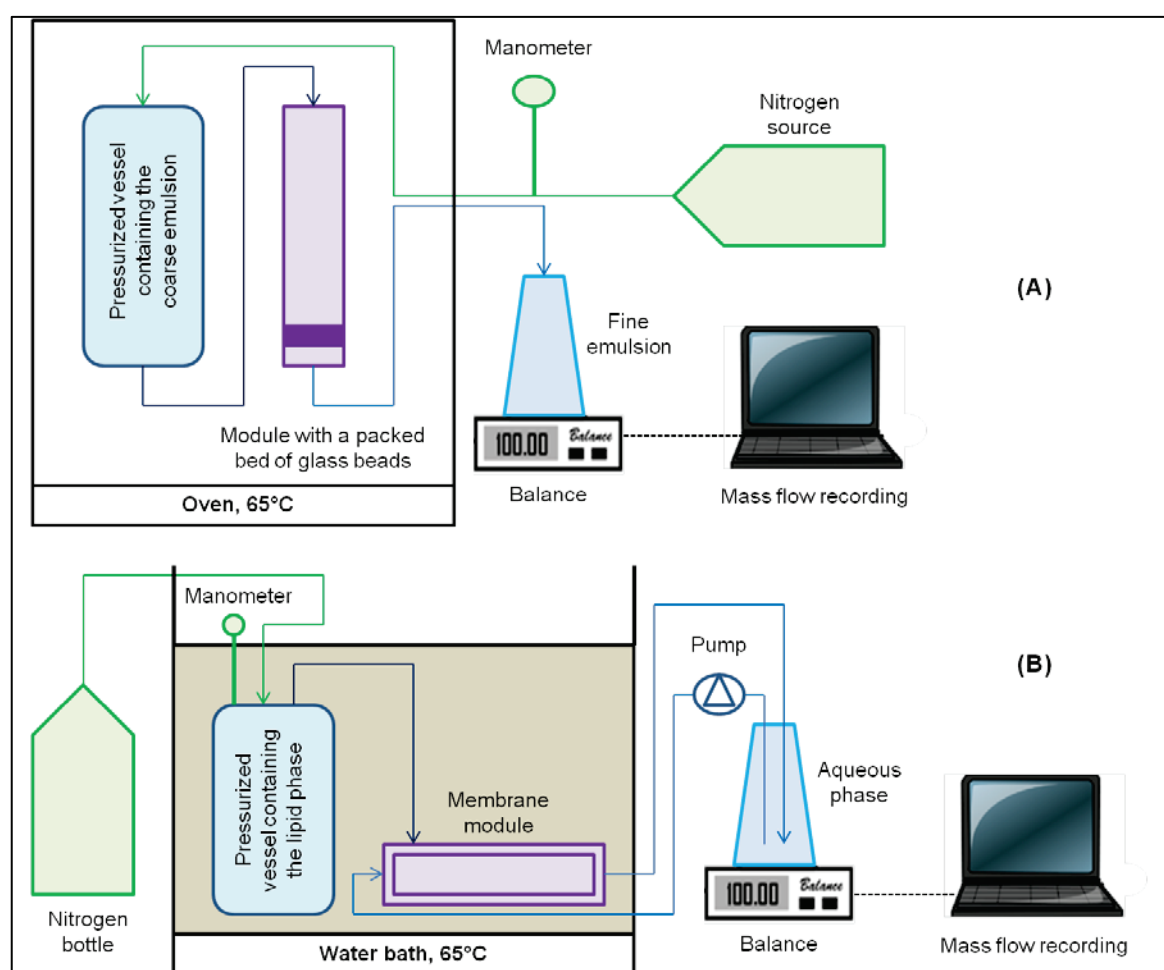 Manometer
Nitrogen
source
Pressurized vessel
containing the
coarse emulsion
(A)
Fine
emulsion
Module with a packed
bed of glass beads
100.00 Balance
Balance
Mass flow recording
Oven, 65°C
Manometer
Pump
(B)
Pressurized
vessel containing
the lipid phase
Membrane
module
Aqueous
phase
100.00 Balance
Nitrogen
bottle
Balance
Mass flow recording
Water bath, 65°C